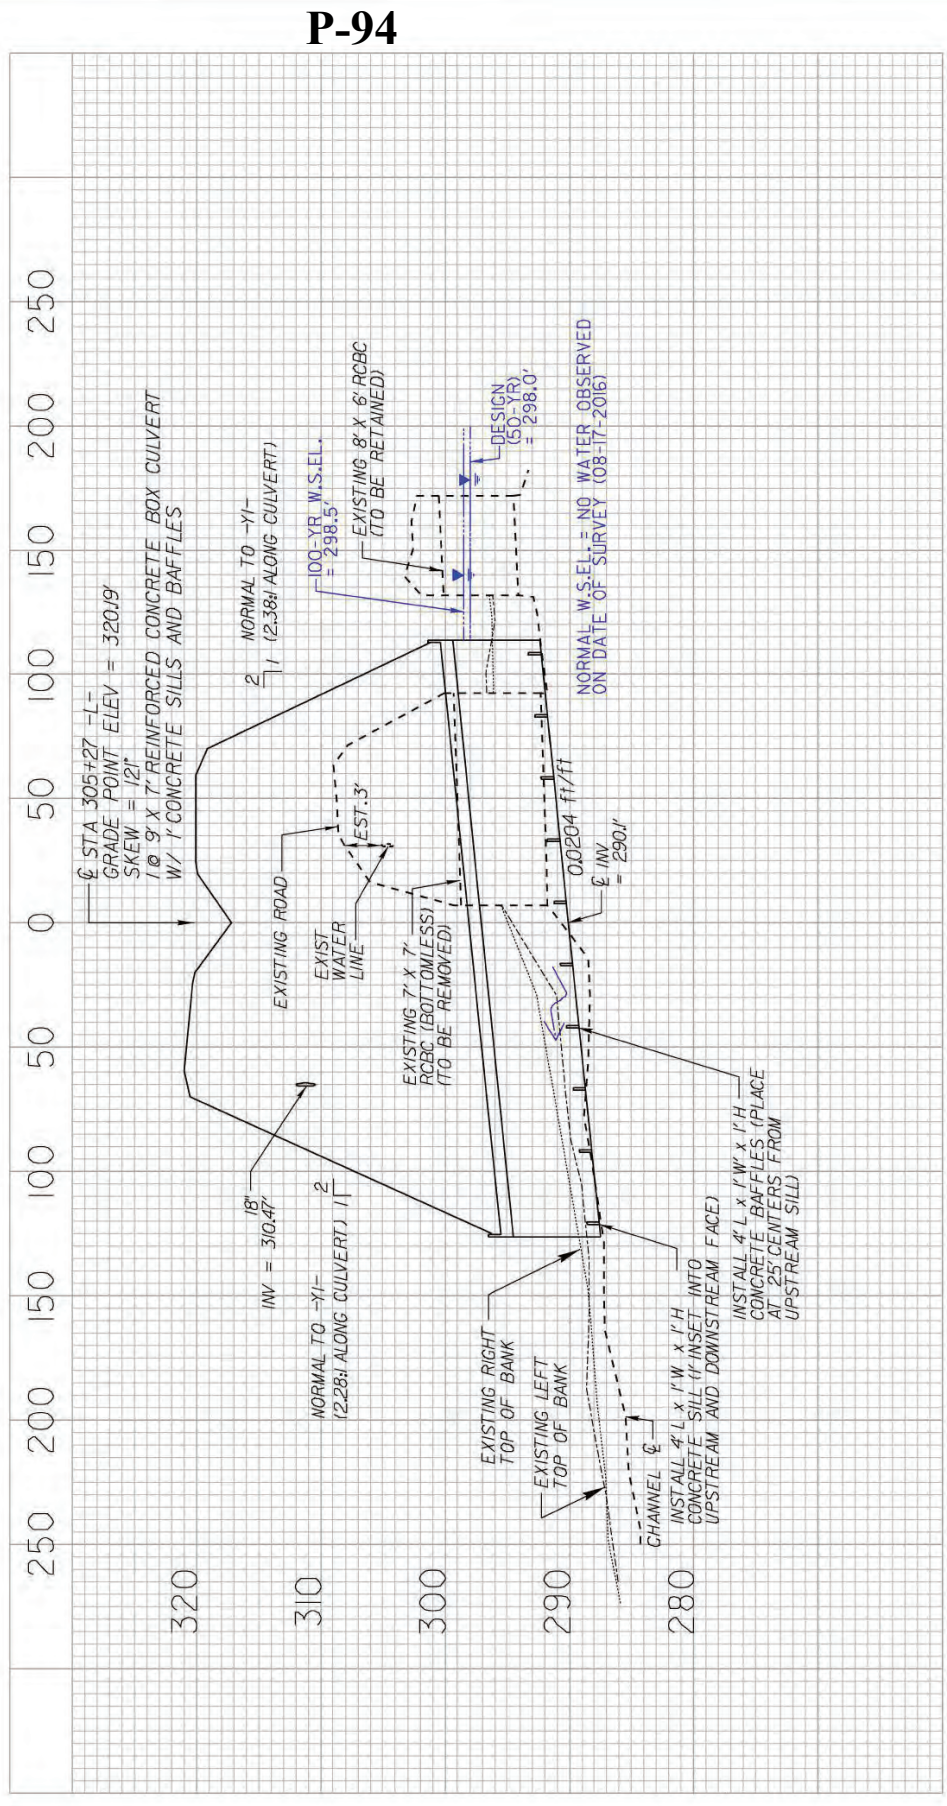 P-94
℄ STA 305+27 -L-
GRADE POINT ELEV = 320.19'
SKEW = 121°
1 @ 9' X 7' REINFORCED CONCRETE BOX CULVERT
W/ 1' CONCRETE SILLS AND BAFFLES
250
200
150
100
50
0
50
100
150
200
250
320
310
300
290
280
18"
INV = 310.47'
NORMAL TO -Y1-
(2.28:1 ALONG CULVERT)
1
2
NORMAL TO -Y1-
(2.38:1 ALONG CULVERT)
2
1
EXISTING ROAD
EXIST
WATER
LINE
EST.3'
EXISTING 7' X 7'
RCBC (BOTTOMLESS)
(TO BE REMOVED)
100-YR W.S.EL.
= 298.5'
EXISTING 8' X 6' RCBC
(TO BE RETAINED)
DESIGN
(50-YR)
= 298.0'
NORMAL W.S.EL. = NO WATER OBSERVED
ON DATE OF SURVEY (08-17-2016)
0.0204 ft/ft
℄ INV
= 290.1'
EXISTING RIGHT
TOP OF BANK
EXISTING LEFT
TOP OF BANK
CHANNEL ℄
INSTALL 4' L x 1' W x 1' H
CONCRETE SILL (1' INSET INTO
UPSTREAM AND DOWNSTREAM FACE)
INSTALL 4' L x 1' W x 1' H
CONCRETE BAFFLES (PLACE
AT 25' CENTERS FROM
UPSTREAM SILL)